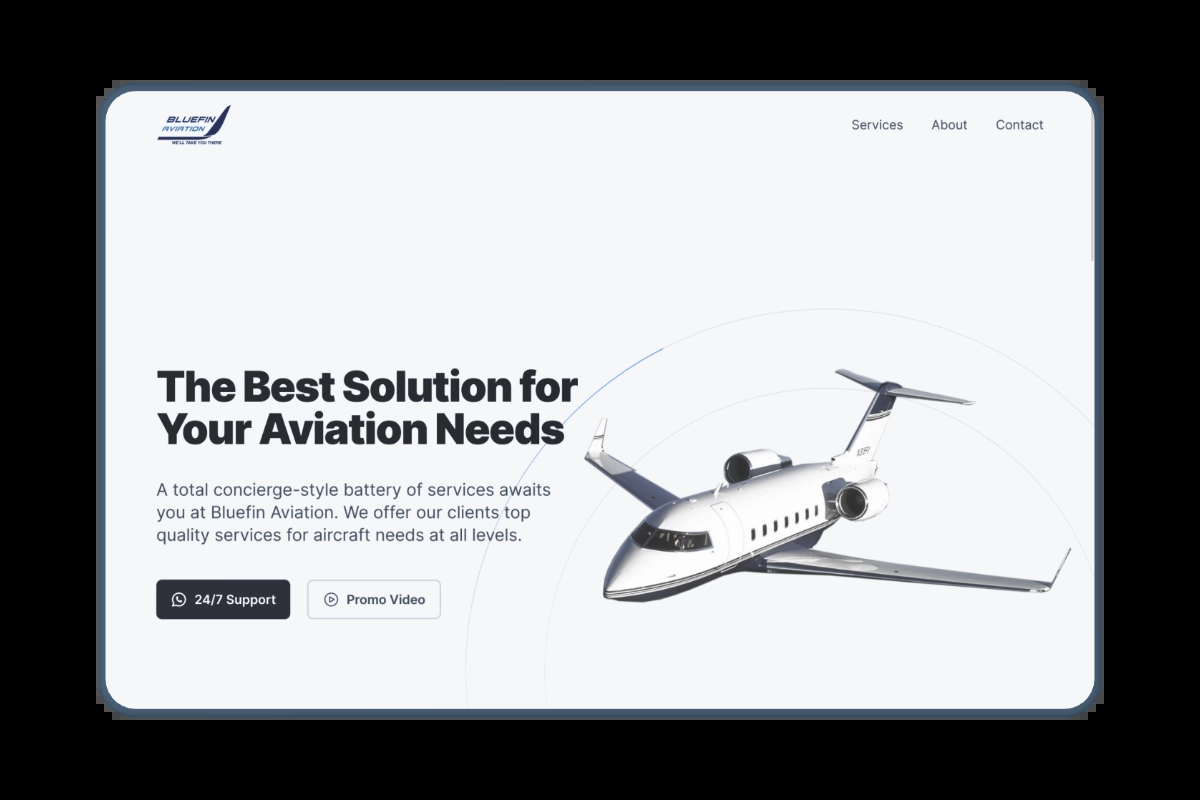 BLUEFIN
AVIATION
WE'LL TAKE YOU THERE
Services
About
Contact
The Best Solution for
Your Aviation Needs
A total concierge-style battery of services awaits
you at Bluefin Aviation. We offer our clients top
quality services for aircraft needs at all levels.
24/7 Support
Promo Video